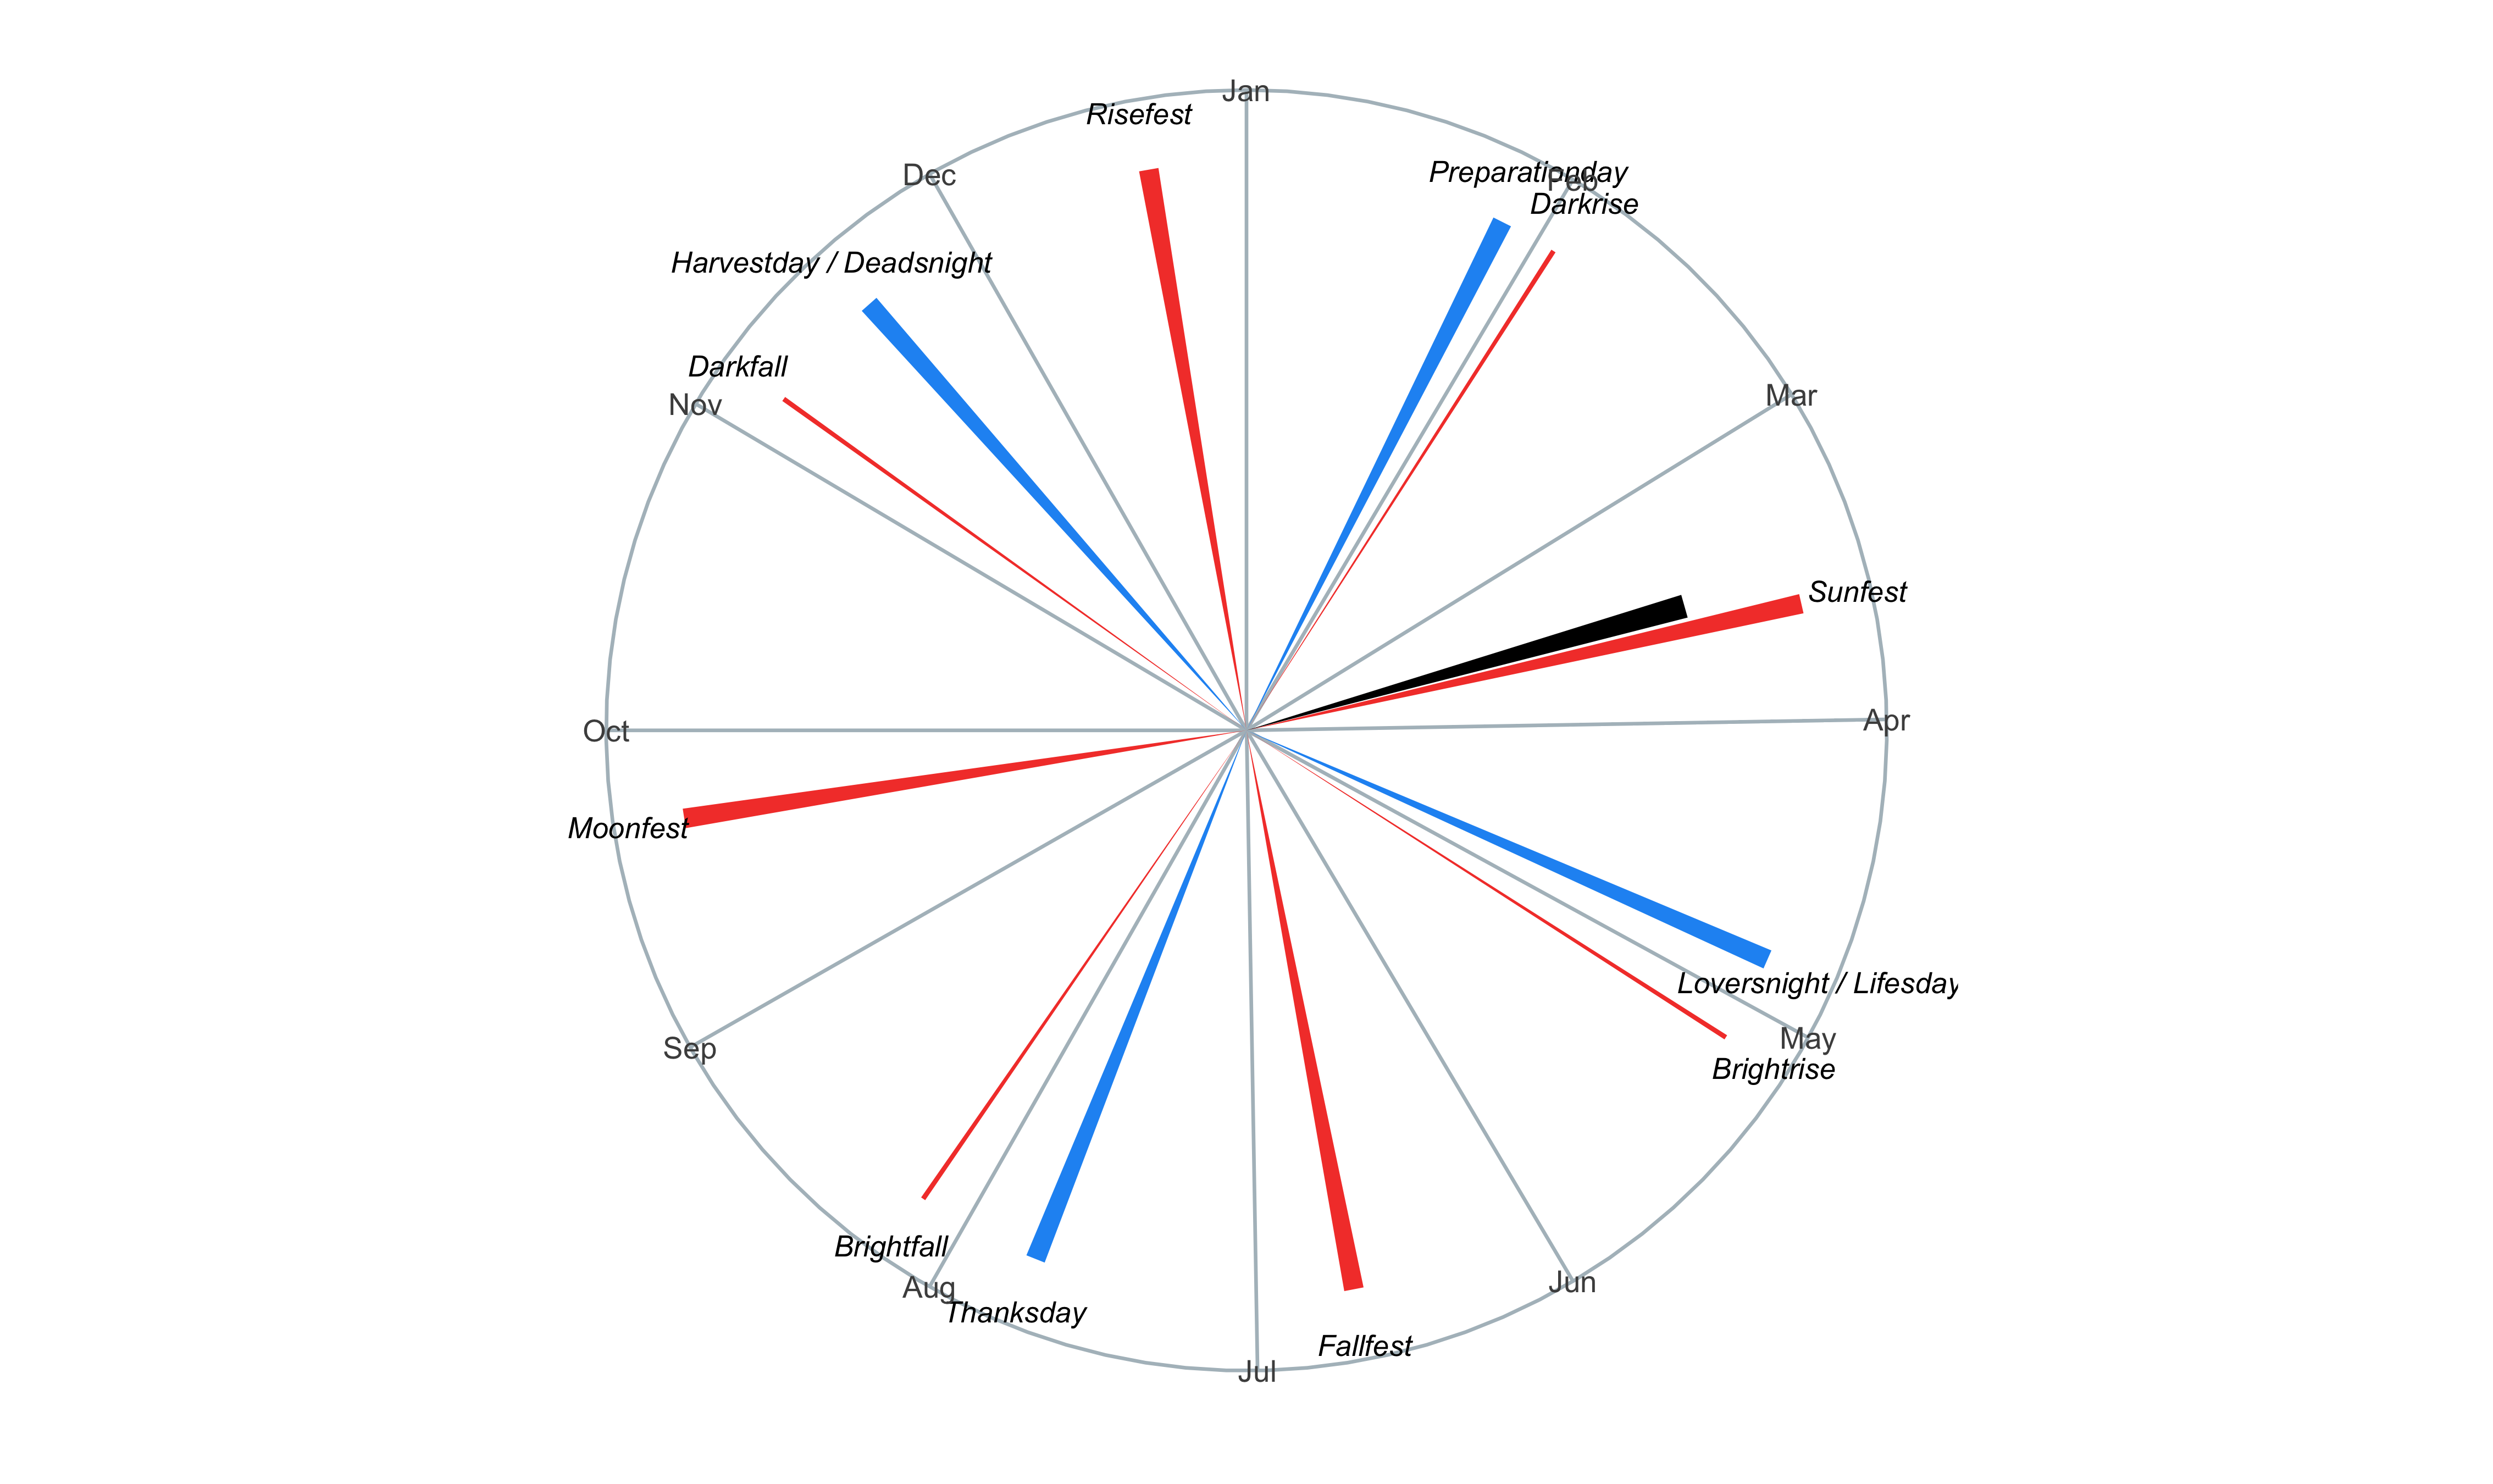 Jan
Risefest
Preparationday
Feb
Dec
Darkrise
Harvestday / Deadsnight
Darkfall
Mar
Nov
Sunfest
Apr
Oct
Moonfest
Loversnight / Lifesday
May
Sep
Brightrise
Brightfall
Jun
Aug
Thanksday
Fallfest
Jul